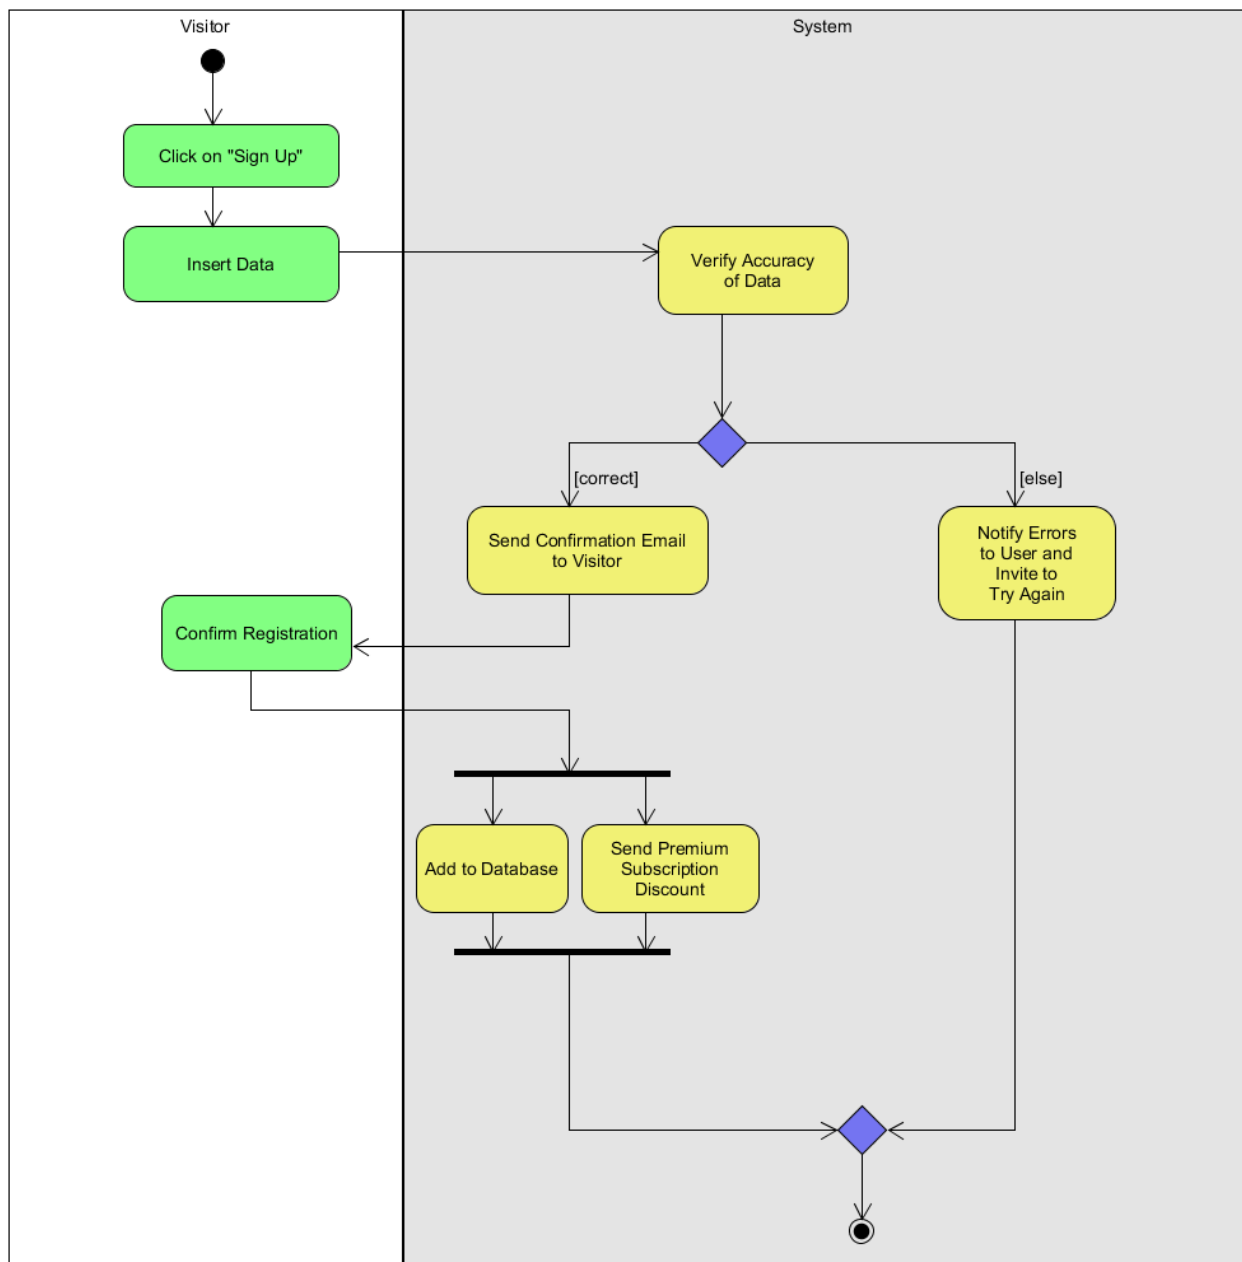 Visitor
System
Click on "Sign Up"
Insert Data
Verify Accuracy
of Data
[correct]
[else]
Send Confirmation Email
to Visitor
Notify Errors
to User and
Invite to
Try Again
Confirm Registration
Add to Database
Send Premium
Subscription
Discount